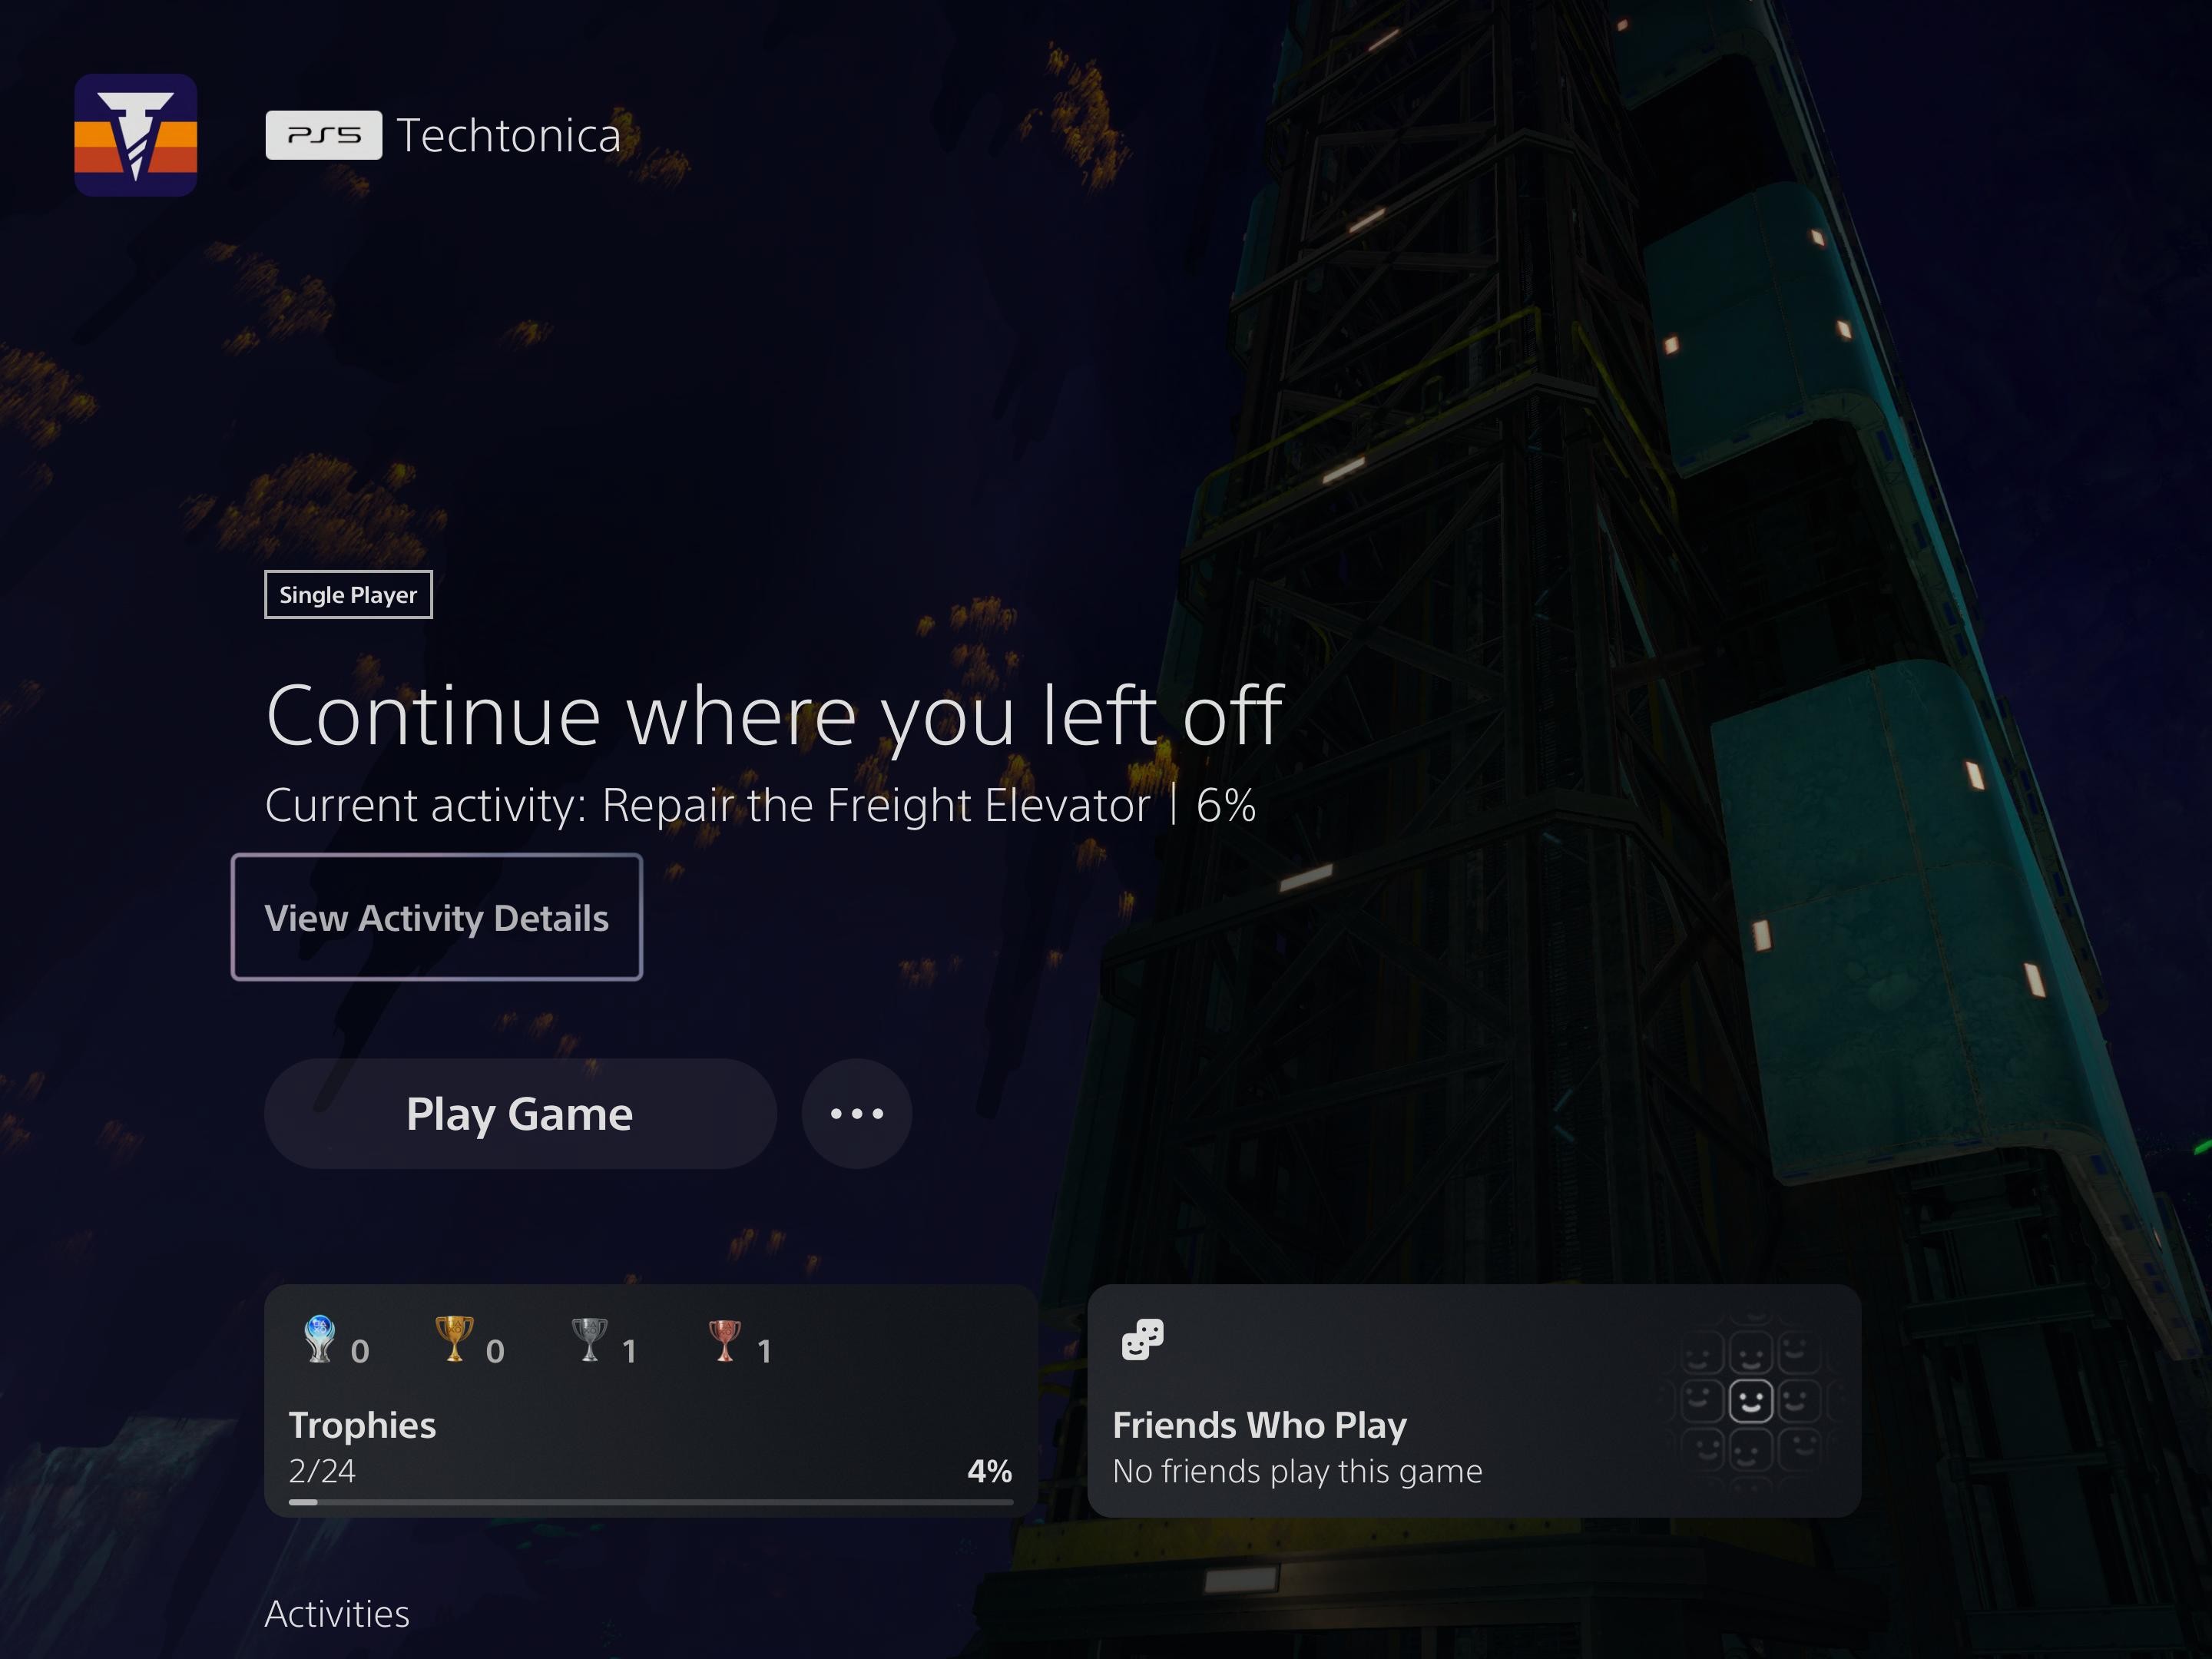 PS5 Techtonica
Single Player
Continue where you left off
Current activity: Repair the Freight Elevator | 6%
View Activity Details
Play Game
0 0 1 1
Trophies
2/24 4%
Friends Who Play
No friends play this game
Activities